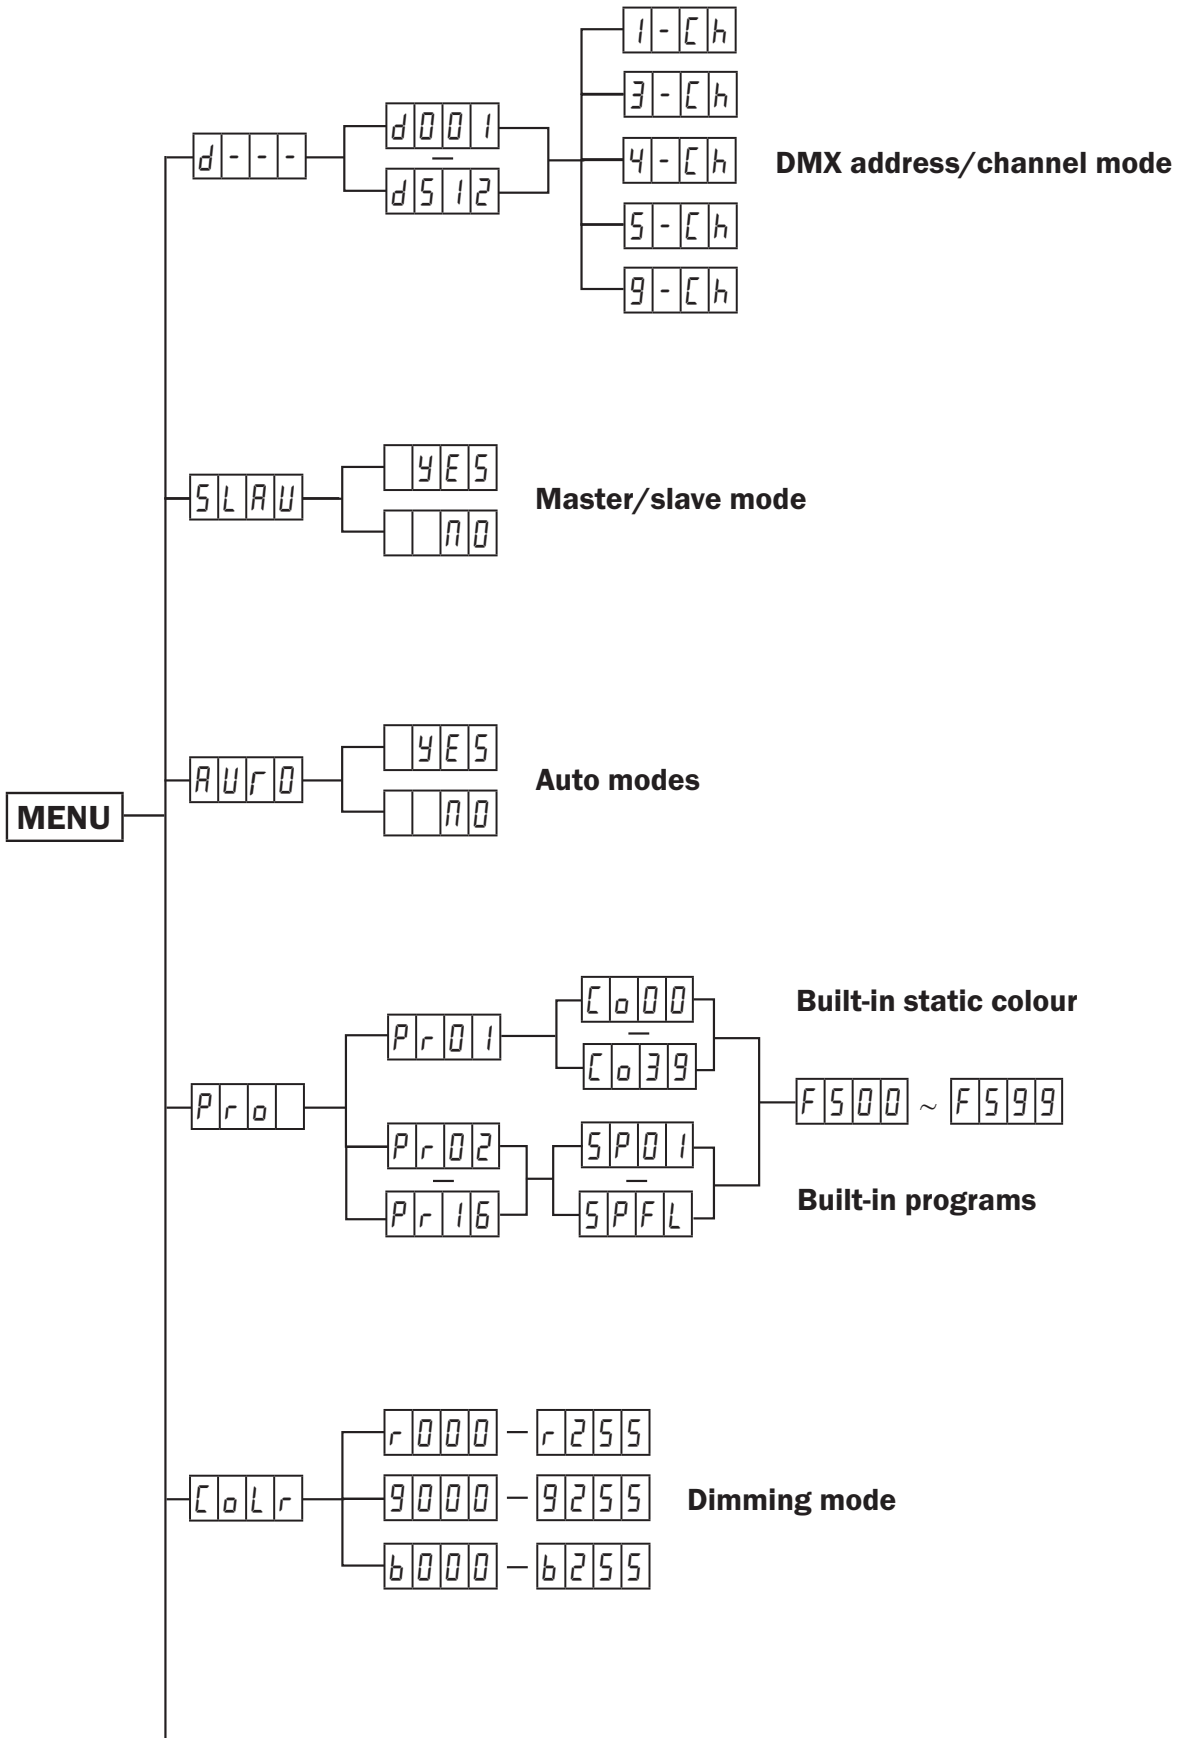 1-Ch
3-Ch
d001
d---
—
4-Ch
DMX address/channel mode
d512
5-Ch
9-Ch
YES
SLAU
Master/slave mode
NO
YES
AUTO
Auto modes
NO
MENU
Co00
Built-in static colour
Pr01
—
Co39
Pro
FS00 ~ FS99
Pr02
SP01
—
—
Built-in programs
Pr16
SPFL
r000 — r255
CoLr
g000 — g255
Dimming mode
b000 — b255